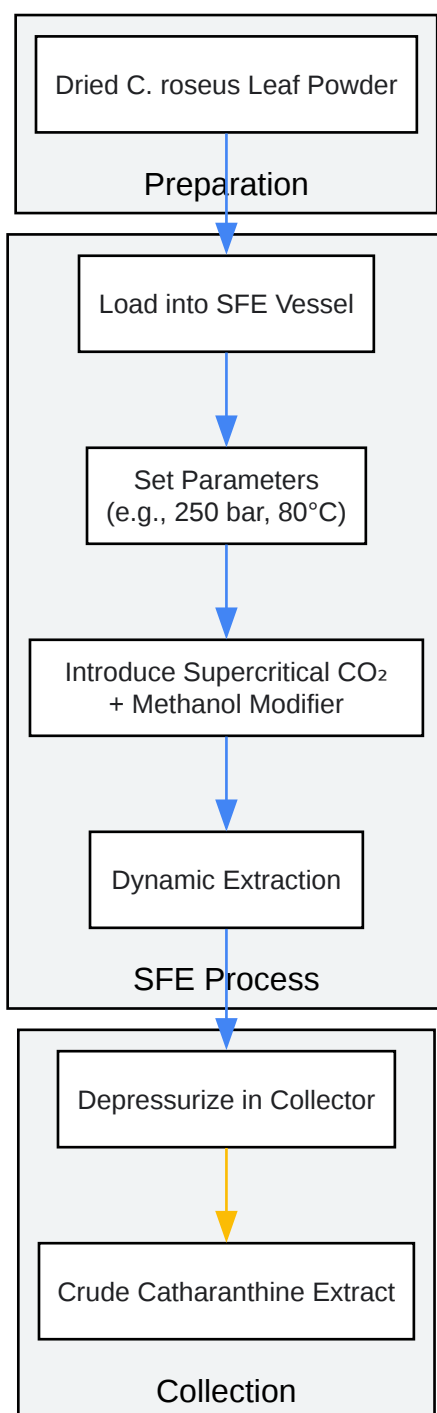 Dried C. roseus Leaf Powder
Preparation
Load into SFE Vessel
Set Parameters
(e.g., 250 bar, 80°C)
Introduce Supercritical CO₂
+ Methanol Modifier
Dynamic Extraction
SFE Process
Depressurize in Collector
Crude Catharanthine Extract
Collection